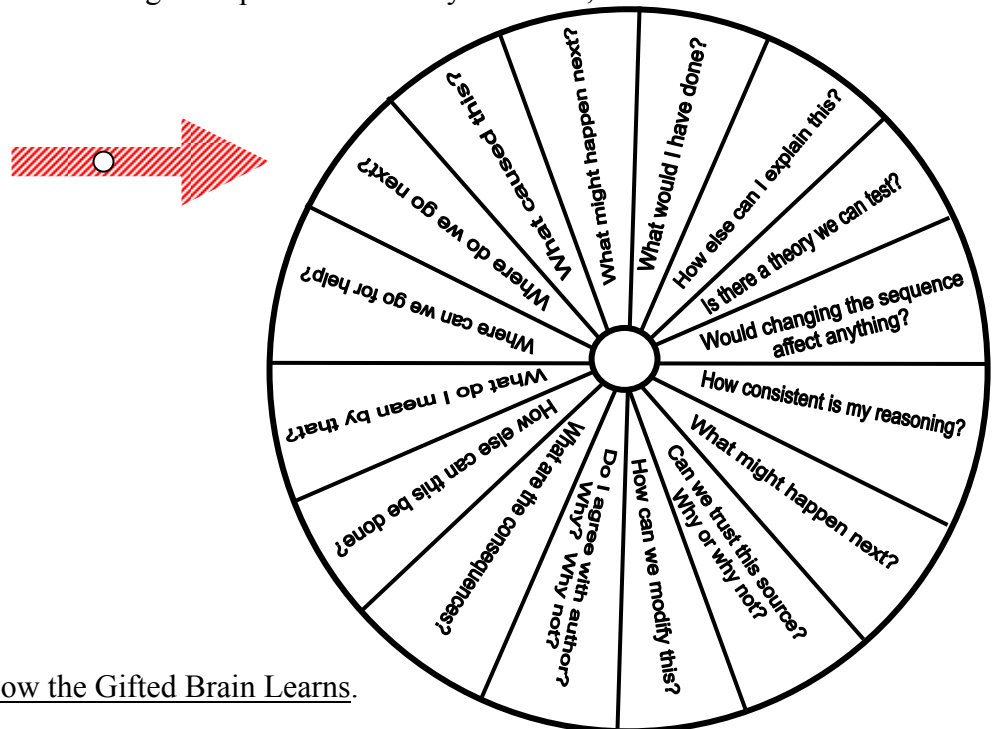 What might happen next?
What would I have done?
How else can I explain this?
Is there a theory we can test?
Would changing the sequence
affect anything?
How consistent is my reasoning?
What might happen next?
Can we trust this source?
Why or why not?
How can we modify this?
Do I agree with author?
Why? Why not?
What are the consequences?
How else can this be done?
What do I mean by that?
Where can we go for help?
Where do we go next?
What caused this?
ow the Gifted Brain Learns.